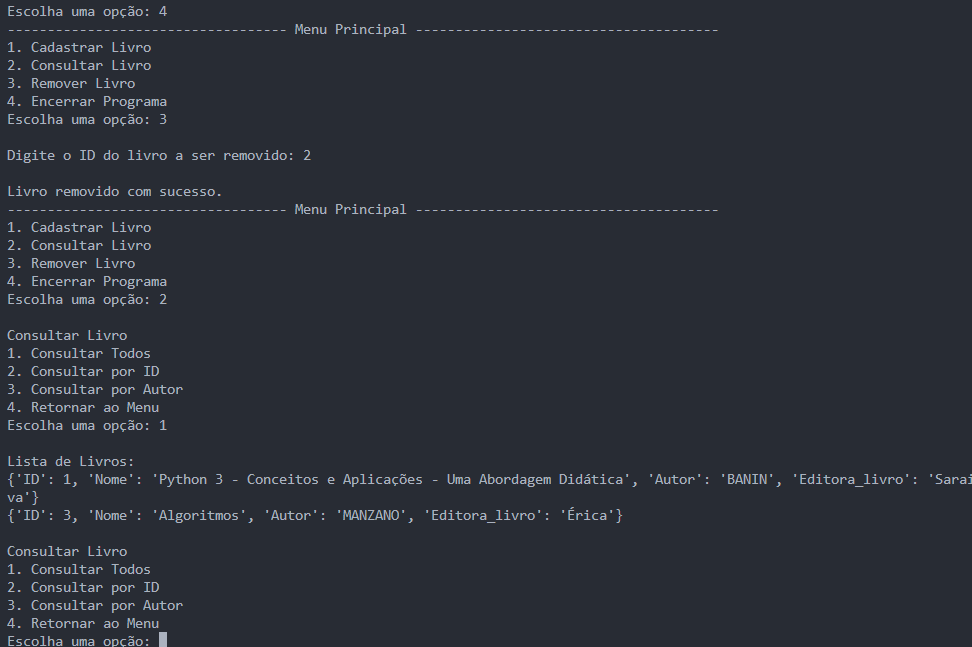 Escolha uma opção: 4
----------------------------------- Menu Principal --------------------------------------
1. Cadastrar Livro
2. Consultar Livro
3. Remover Livro
4. Encerrar Programa
Escolha uma opção: 3
Digite o ID do livro a ser removido: 2
Livro removido com sucesso.
----------------------------------- Menu Principal --------------------------------------
1. Cadastrar Livro
2. Consultar Livro
3. Remover Livro
4. Encerrar Programa
Escolha uma opção: 2
Consultar Livro
1. Consultar Todos
2. Consultar por ID
3. Consultar por Autor
4. Retornar ao Menu
Escolha uma opção: 1
Lista de Livros:
{'ID': 1, 'Nome': 'Python 3 - Conceitos e Aplicações - Uma Abordagem Didática', 'Autor': 'BANIN', 'Editora_livro': 'Sarai
va'}
{'ID': 3, 'Nome': 'Algoritmos', 'Autor': 'MANZANO', 'Editora_livro': 'Érica'}
Consultar Livro
1. Consultar Todos
2. Consultar por ID
3. Consultar por Autor
4. Retornar ao Menu
Escolha uma opção: